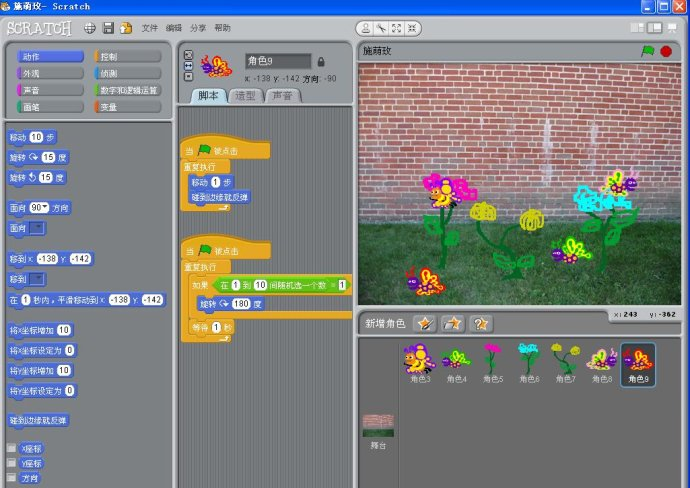 施萌玫- Scratch
SCRATCH 文件 编辑 分享 帮助
动作 控制
外观 侦测
声音 数字和逻辑运算
画笔 变量
移动 10 步
旋转 15 度
旋转 15 度
面向 90 方向
面向
移到 x: -138 y: -142
移到
在 1 秒内，平滑移动到 x: -138 y: -142
将x坐标增加 10
将x坐标设定为 0
将y坐标增加 10
将y坐标设定为 0
碰到边缘就反弹
X座标
Y座标
方向
角色9
x: -138 y: -142 方向: -90
脚本 造型 声音
当 被点击
重复执行
移动 1 步
碰到边缘就反弹
当 被点击
重复执行
如果 在 1 到 10 间随机选一个数 = 1
旋转 180 度
等待 1 秒
施萌玫
x: 243 y: -362
新增角色
角色3 角色4 角色5 角色6 角色7 角色8 角色9
舞台